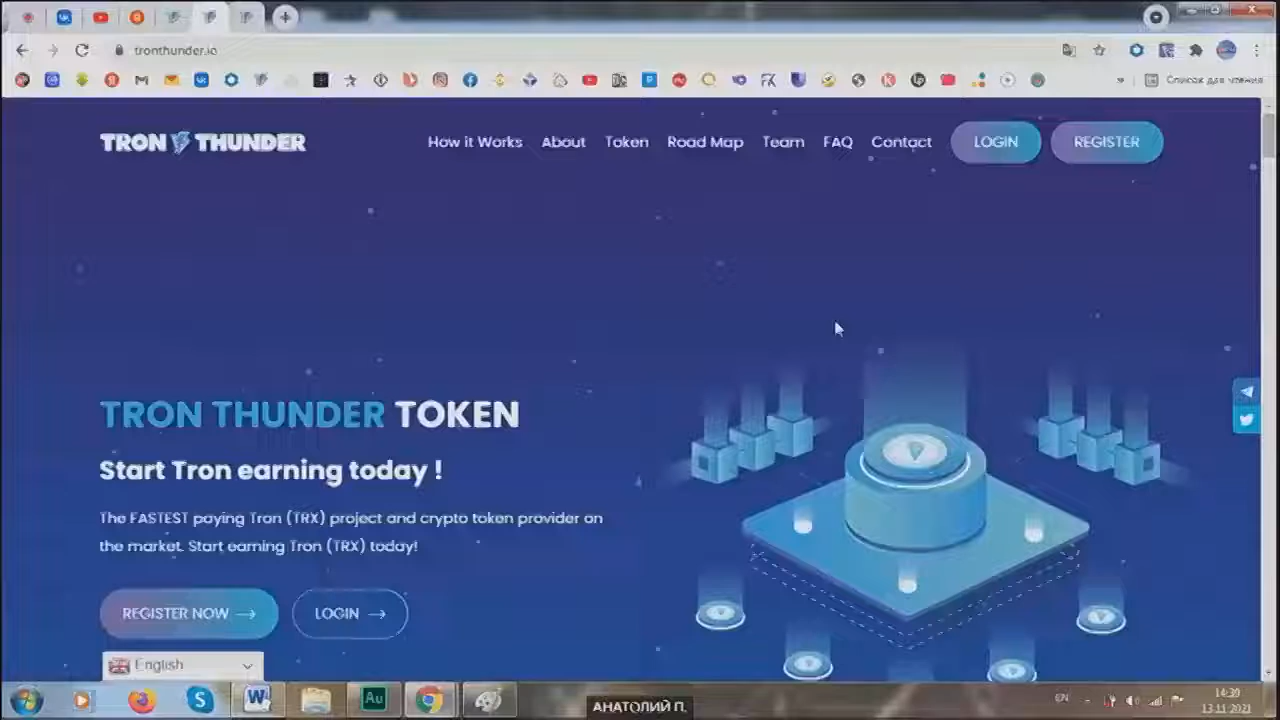 tronthunder.io
Список для чтения
TRON THUNDER
How it Works About Token Road Map Team FAQ Contact LOGIN REGISTER
TRON THUNDER TOKEN
Start Tron earning today !
The FASTEST paying Tron (TRX) project and crypto token provider on
the market. Start earning Tron (TRX) today!
REGISTER NOW → LOGIN →
English
EN
14:39
13.11.2021
АНАТОЛИЙ П.